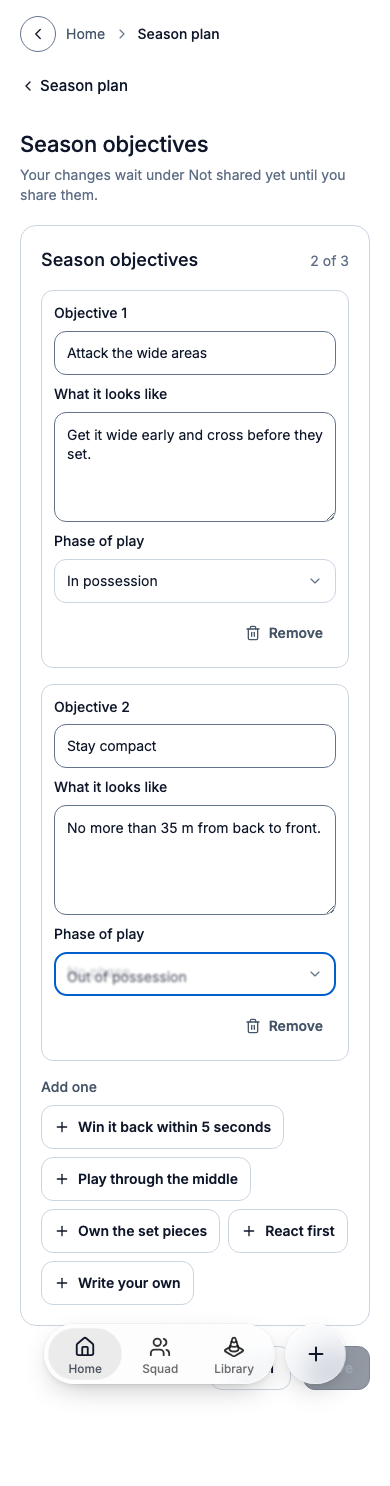 Home
Season plan
Season plan
Season objectives
Your changes wait under Not shared yet until you
share them.
Season objectives
2 of 3
Objective 1
Attack the wide areas
What it looks like
Get it wide early and cross before they
set.
Phase of play
In possession
Remove
Objective 2
Stay compact
What it looks like
No more than 35 m from back to front.
Phase of play
Out of possession
Remove
Add one
Win it back within 5 seconds
Play through the middle
Own the set pieces
React first
Write your own
Home
Squad
Library